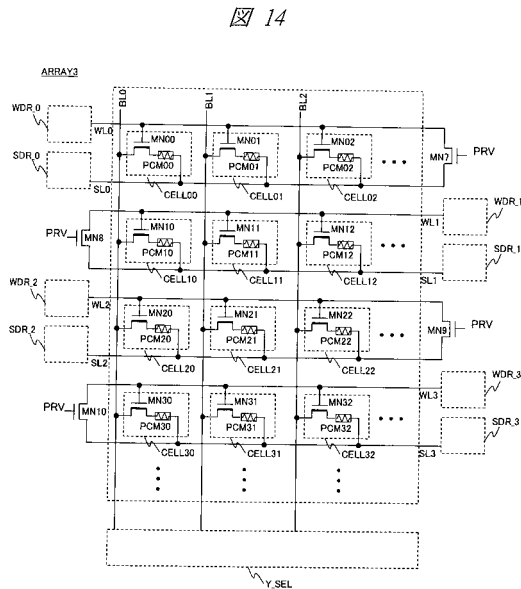 図 14
ARRAY3
BL0 BL1 BL2
WDR_0 WL0 MN00 MN01 MN02
SDR_0 PCM00 PCM01 PCM02 MN7 PRV
SL0 CELL00 CELL01 CELL02
WL1 WDR_1
PRV MN8 MN10 MN11 MN12
PCM10 PCM11 PCM12 SDR_1
CELL10 CELL11 CELL12 SL1
WDR_2 WL2 MN20 MN21 MN22
SDR_2 PCM20 PCM21 PCM22 MN9 PRV
SL2 CELL20 CELL21 CELL22
WL3 WDR_3
PRV MN10 MN30 MN31 MN32
PCM30 PCM31 PCM32 SDR_3
CELL30 CELL31 CELL32 SL3
Y_SEL